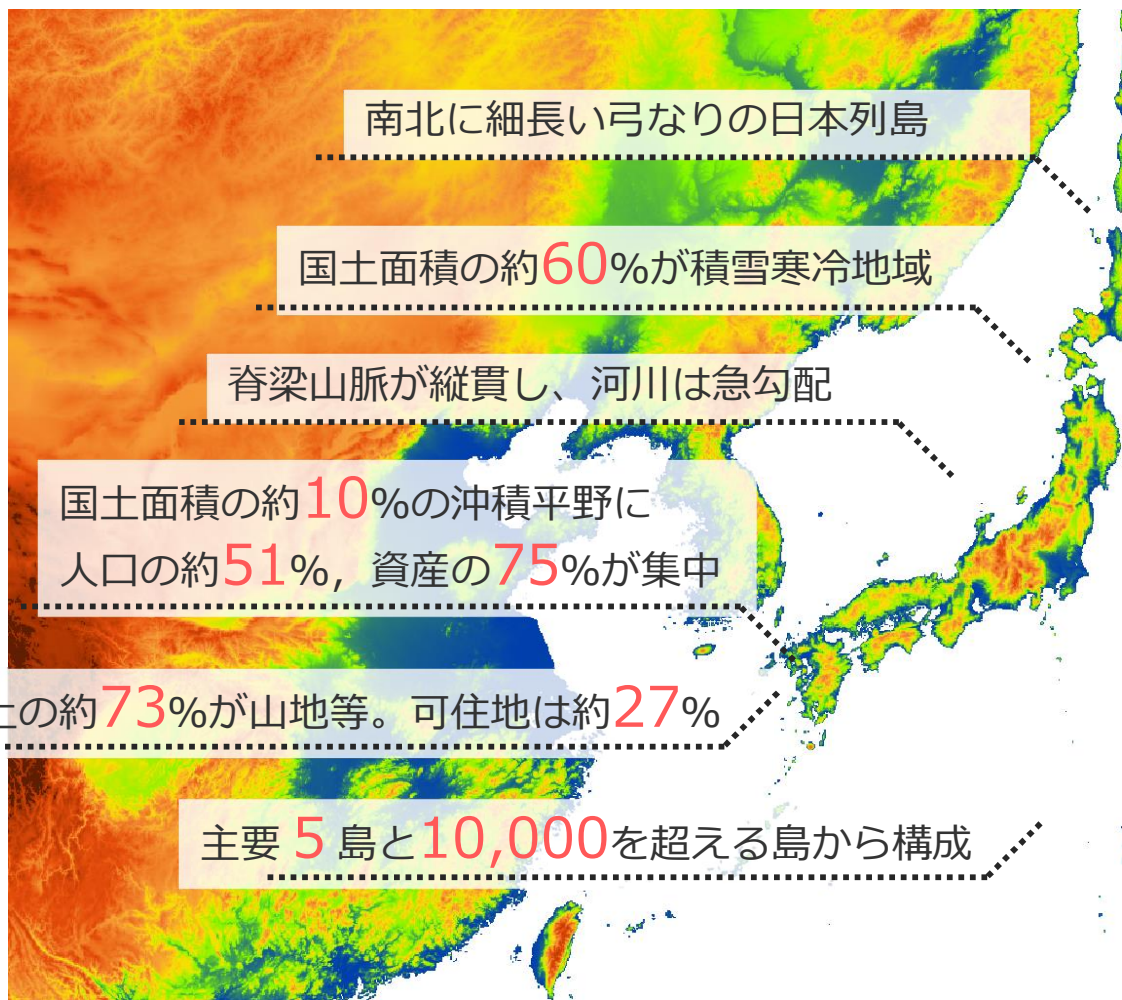 南北に細長い弓なりの日本列島
国土面積の約60%が積雪寒冷地域
脊梁山脈が縦貫し、河川は急勾配
国土面積の約10%の沖積平野に
人口の約51%，資産の75%が集中
の約73%が山地等。可住地は約27%
主要 5 島と10,000を超える島から構成